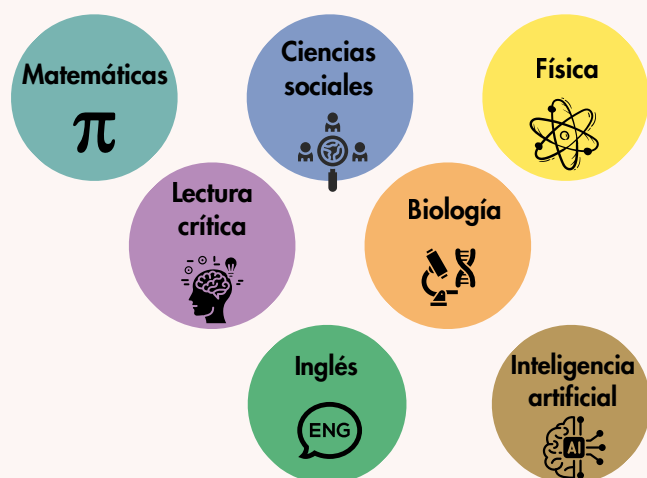 Matemáticas
π
Ciencias
sociales
Física
Lectura
crítica
Biología
Inglés
ENG
Inteligencia
artificial
AI